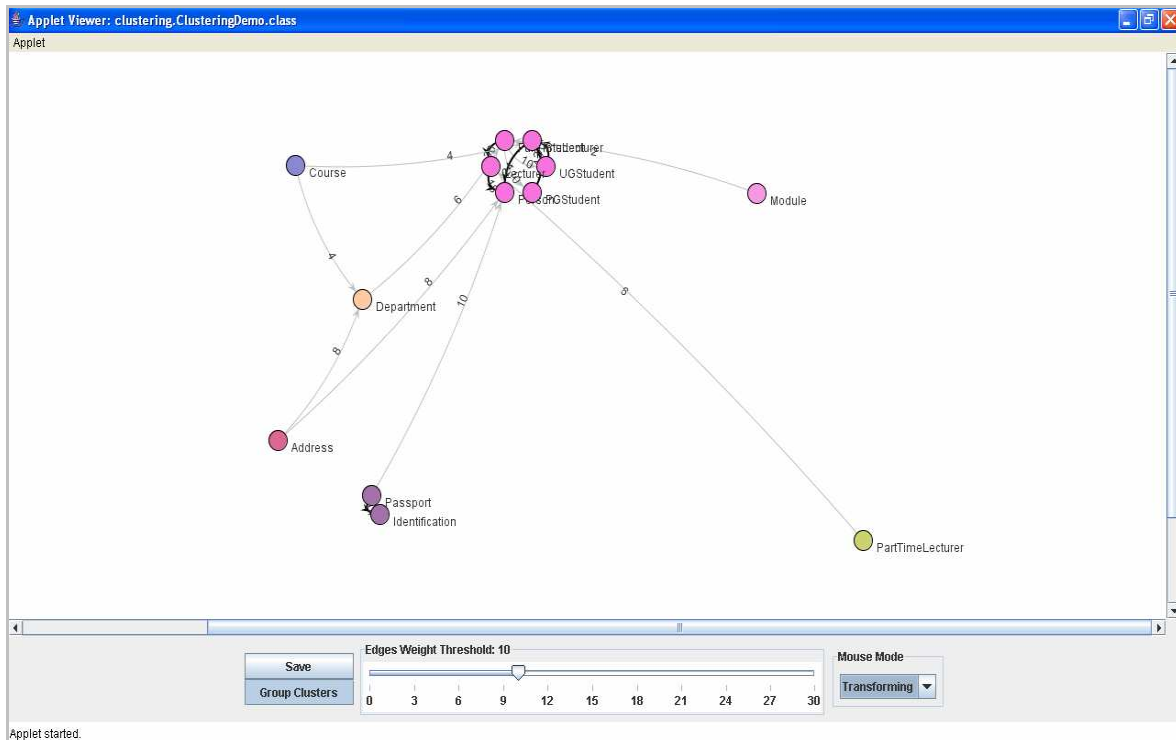 Applet Viewer: clustering.ClusteringDemo.class
Applet
4
2
Course
UGStudent
PGStudent
Person
Module
6
4
8
10
Department
8
Address
Passport
Identification
PartTimeLecturer
Save
Group Clusters
Edges Weight Threshold: 10
0 3 6 9 12 15 18 21 24 27 30
Mouse Mode
Transforming
Applet started.